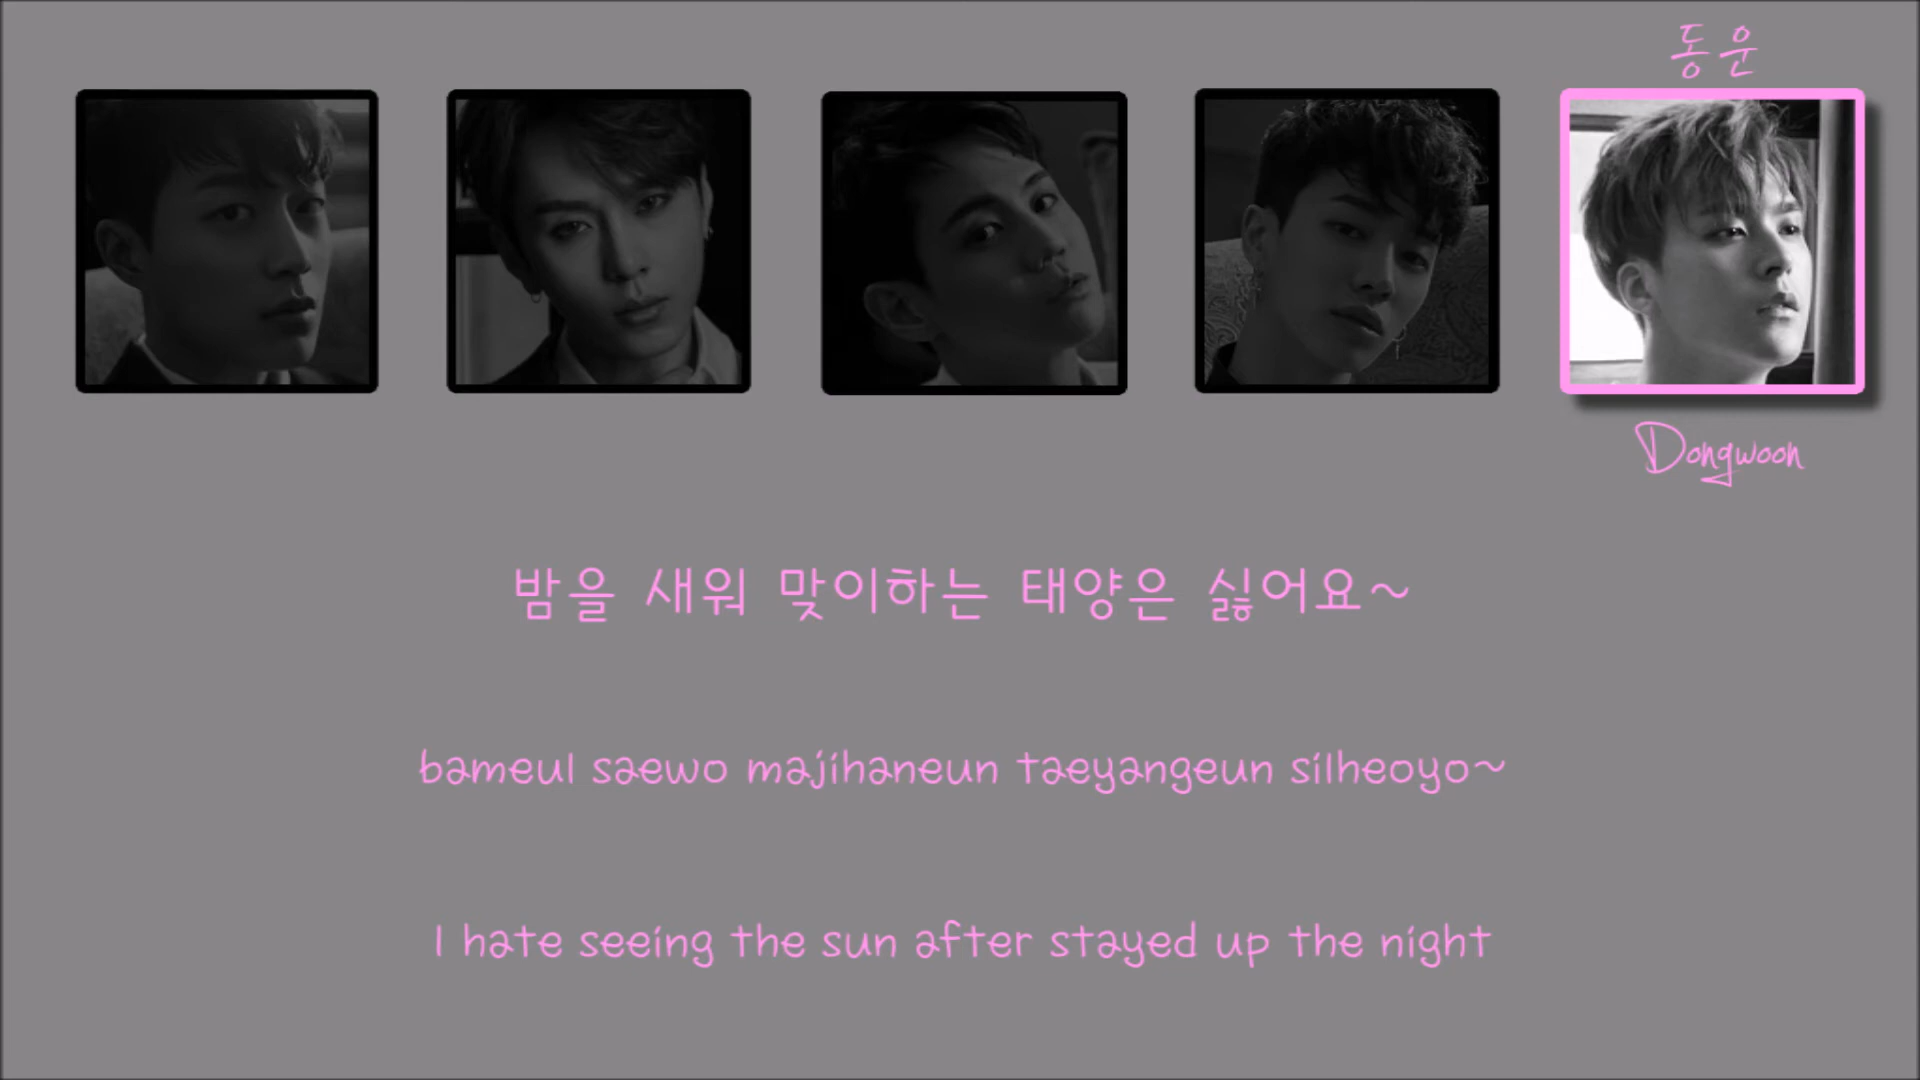 동운
Dongwoon
밤을 새워 맞이하는 태양은 싫어요~
bameul saewo majihaneun taeyangeun silheoyo~
I hate seeing the sun after stayed up the night